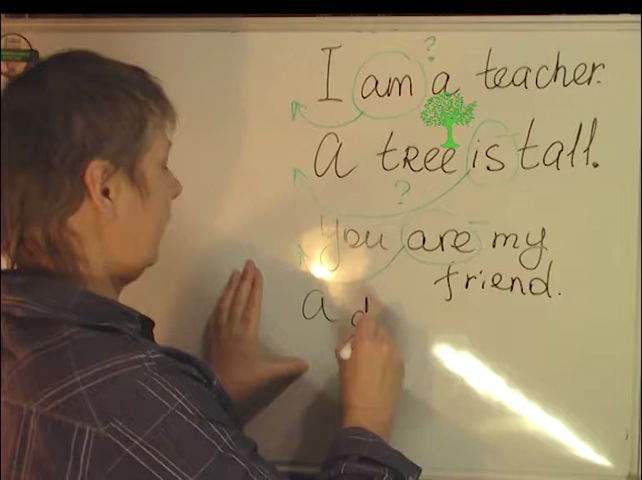 ?
I am a teacher.
A tree is tall.
?
You are my
friend.
A d